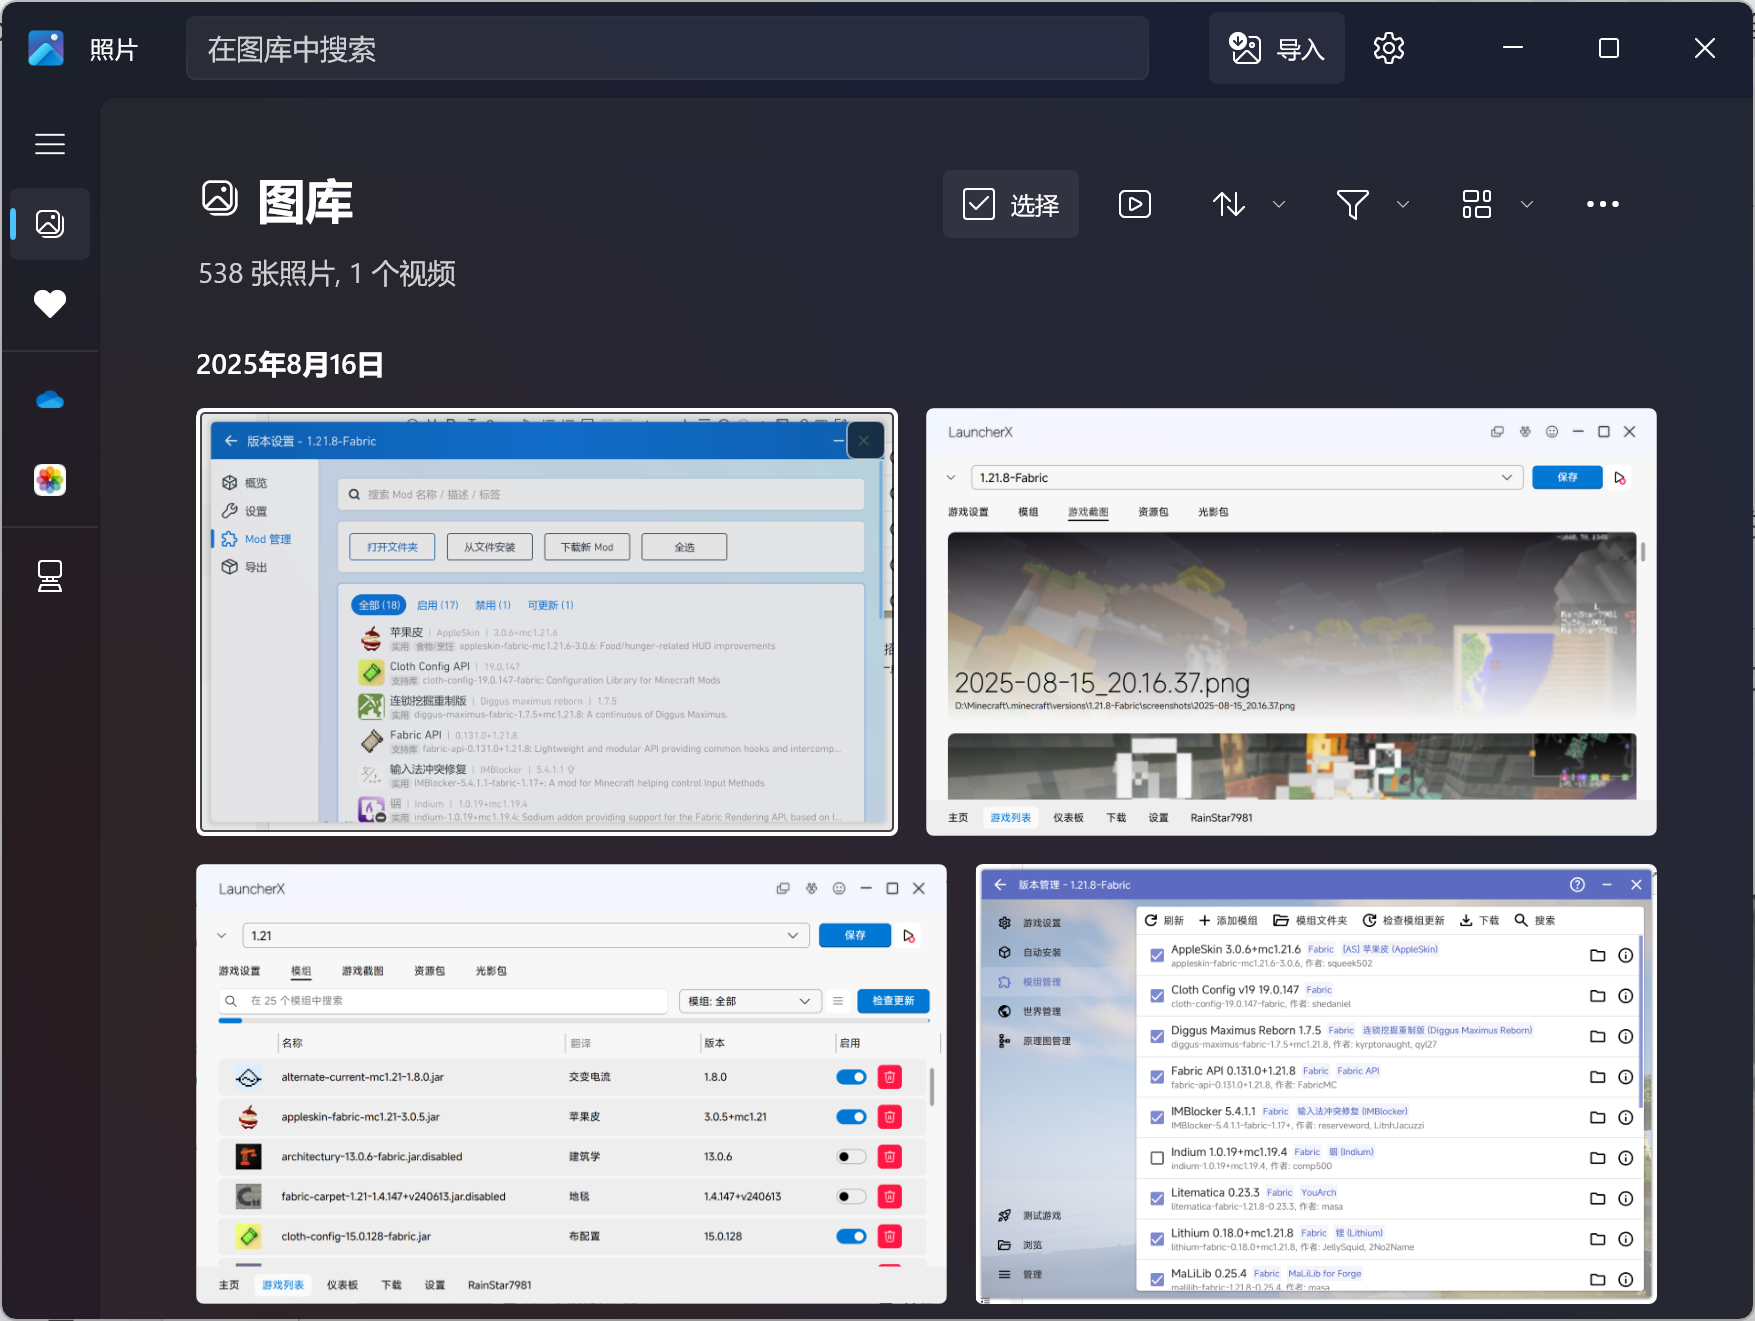 照片
在图库中搜索
导入
图库
选择
538 张照片, 1 个视频
2025年8月16日
版本设置 - 1.21.8-Fabric
概览
设置
Mod 管理
导出
搜索 Mod 名称 / 描述 / 标签
打开文件夹
从文件安装
下载新 Mod
全选
全部 (18)
启用 (17)
禁用 (1)
可更新 (1)
苹果皮 | AppleSkin | 3.0.6+mc1.21.6
实用 食物/烹饪 appleskin-fabric-mc1.21.6-3.0.6: Food/hunger-related HUD improvements
Cloth Config API | 19.0.147
支持库 cloth-config-19.0.147-fabric: Configuration Library for Minecraft Mods
连锁挖掘重制版 | Diggus maximus reborn | 1.7.5
实用 diggus-maximus-fabric-1.7.5+mc1.21.8: A continuous of Diggus Maximus.
Fabric API | 0.131.0+1.21.8
支持库 fabric-api-0.131.0+1.21.8: Lightweight and modular API providing common hooks and intercomp...
输入法冲突修复 | IMBlocker | 5.4.1.1
实用 IMBlocker-5.4.1.1-fabric-1.17+: A mod for Minecraft helping control Input Methods
铟 | Indium | 1.0.19+mc1.19.4
实用 indium-1.0.19+mc1.19.4: Sodium addon providing support for the Fabric Rendering API, based on I...
LauncherX
1.21.8-Fabric
保存
游戏设置
模组
游戏截图
资源包
光影包
2025-08-15_20.16.37.png
D:\Minecraft\.minecraft\versions\1.21.8-Fabric\screenshots\2025-08-15_20.16.37.png
主页
游戏列表
仪表板
下载
设置
RainStar7981
LauncherX
1.21
保存
游戏设置
模组
游戏截图
资源包
光影包
在 25 个模组中搜索
模组: 全部
检查更新
名称
翻译
版本
启用
alternate-current-mc1.21-1.8.0.jar
交变电流
1.8.0
appleskin-fabric-mc1.21-3.0.5.jar
苹果皮
3.0.5+mc1.21
architectury-13.0.6-fabric.jar.disabled
建筑学
13.0.6
fabric-carpet-1.21-1.4.147+v240613.jar.disabled
地毯
1.4.147+v240613
cloth-config-15.0.128-fabric.jar
布配置
15.0.128
主页
游戏列表
仪表板
下载
设置
RainStar7981
版本管理 - 1.21.8-Fabric
游戏设置
自动安装
模组管理
世界管理
原理图管理
测试游戏
浏览
管理
刷新
添加模组
模组文件夹
检查模组更新
下载
搜索
AppleSkin 3.0.6+mc1.21.6 Fabric [AS] 苹果皮 (AppleSkin)
appleskin-fabric-mc1.21.6-3.0.6, 作者: squeek502
Cloth Config v19 19.0.147 Fabric
cloth-config-19.0.147-fabric, 作者: shedaniel
Diggus Maximus Reborn 1.7.5 Fabric 连锁挖掘重制版 (Diggus Maximus Reborn)
diggus-maximus-fabric-1.7.5+mc1.21.8, 作者: kyrptonaught, qyl27
Fabric API 0.131.0+1.21.8 Fabric Fabric API
fabric-api-0.131.0+1.21.8, 作者: FabricMC
IMBlocker 5.4.1.1 Fabric 输入法冲突修复 (IMBlocker)
IMBlocker-5.4.1.1-fabric-1.17+, 作者: reserveword, LitnhJacuzzi
Indium 1.0.19+mc1.19.4 Fabric 铟 (Indium)
indium-1.0.19+mc1.19.4, 作者: comp500
Litematica 0.23.3 Fabric YouArch
litematica-fabric-1.21.8-0.23.3, 作者: masa
Lithium 0.18.0+mc1.21.8 Fabric 锂 (Lithium)
lithium-fabric-0.18.0+mc1.21.8, 作者: JellySquid, 2No2Name
MaLiLib 0.25.4 Fabric MaLiLib for Forge
malilib-fabric-1.21.8-0.25.4, 作者: masa